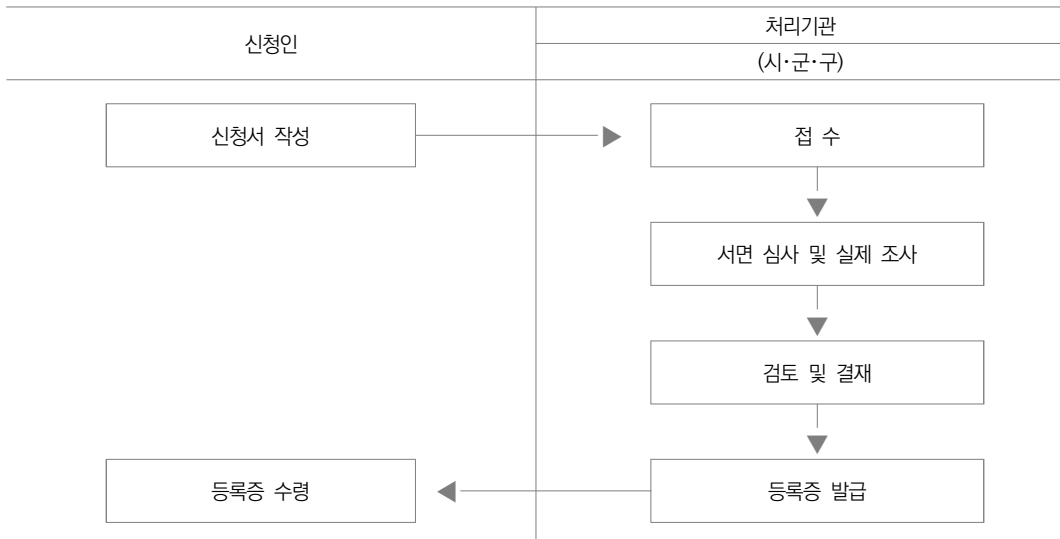 신청인
처리기관
(시·군·구)
신청서 작성
접 수
서면 심사 및 실제 조사
검토 및 결재
등록증 수령
등록증 발급